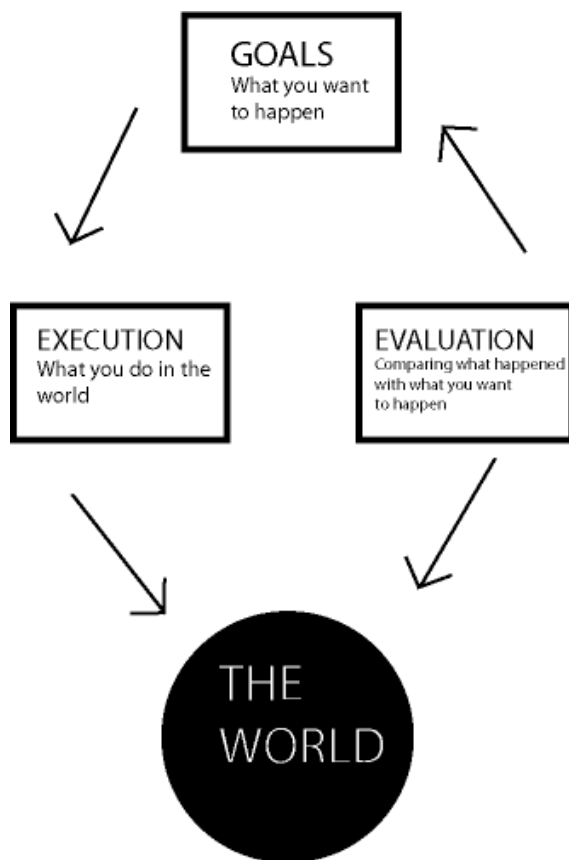 GOALS
What you want
to happen
EXECUTION
What you do in the
world
EVALUATION
Comparing what happened
with what you want
to happen
THE
WORLD